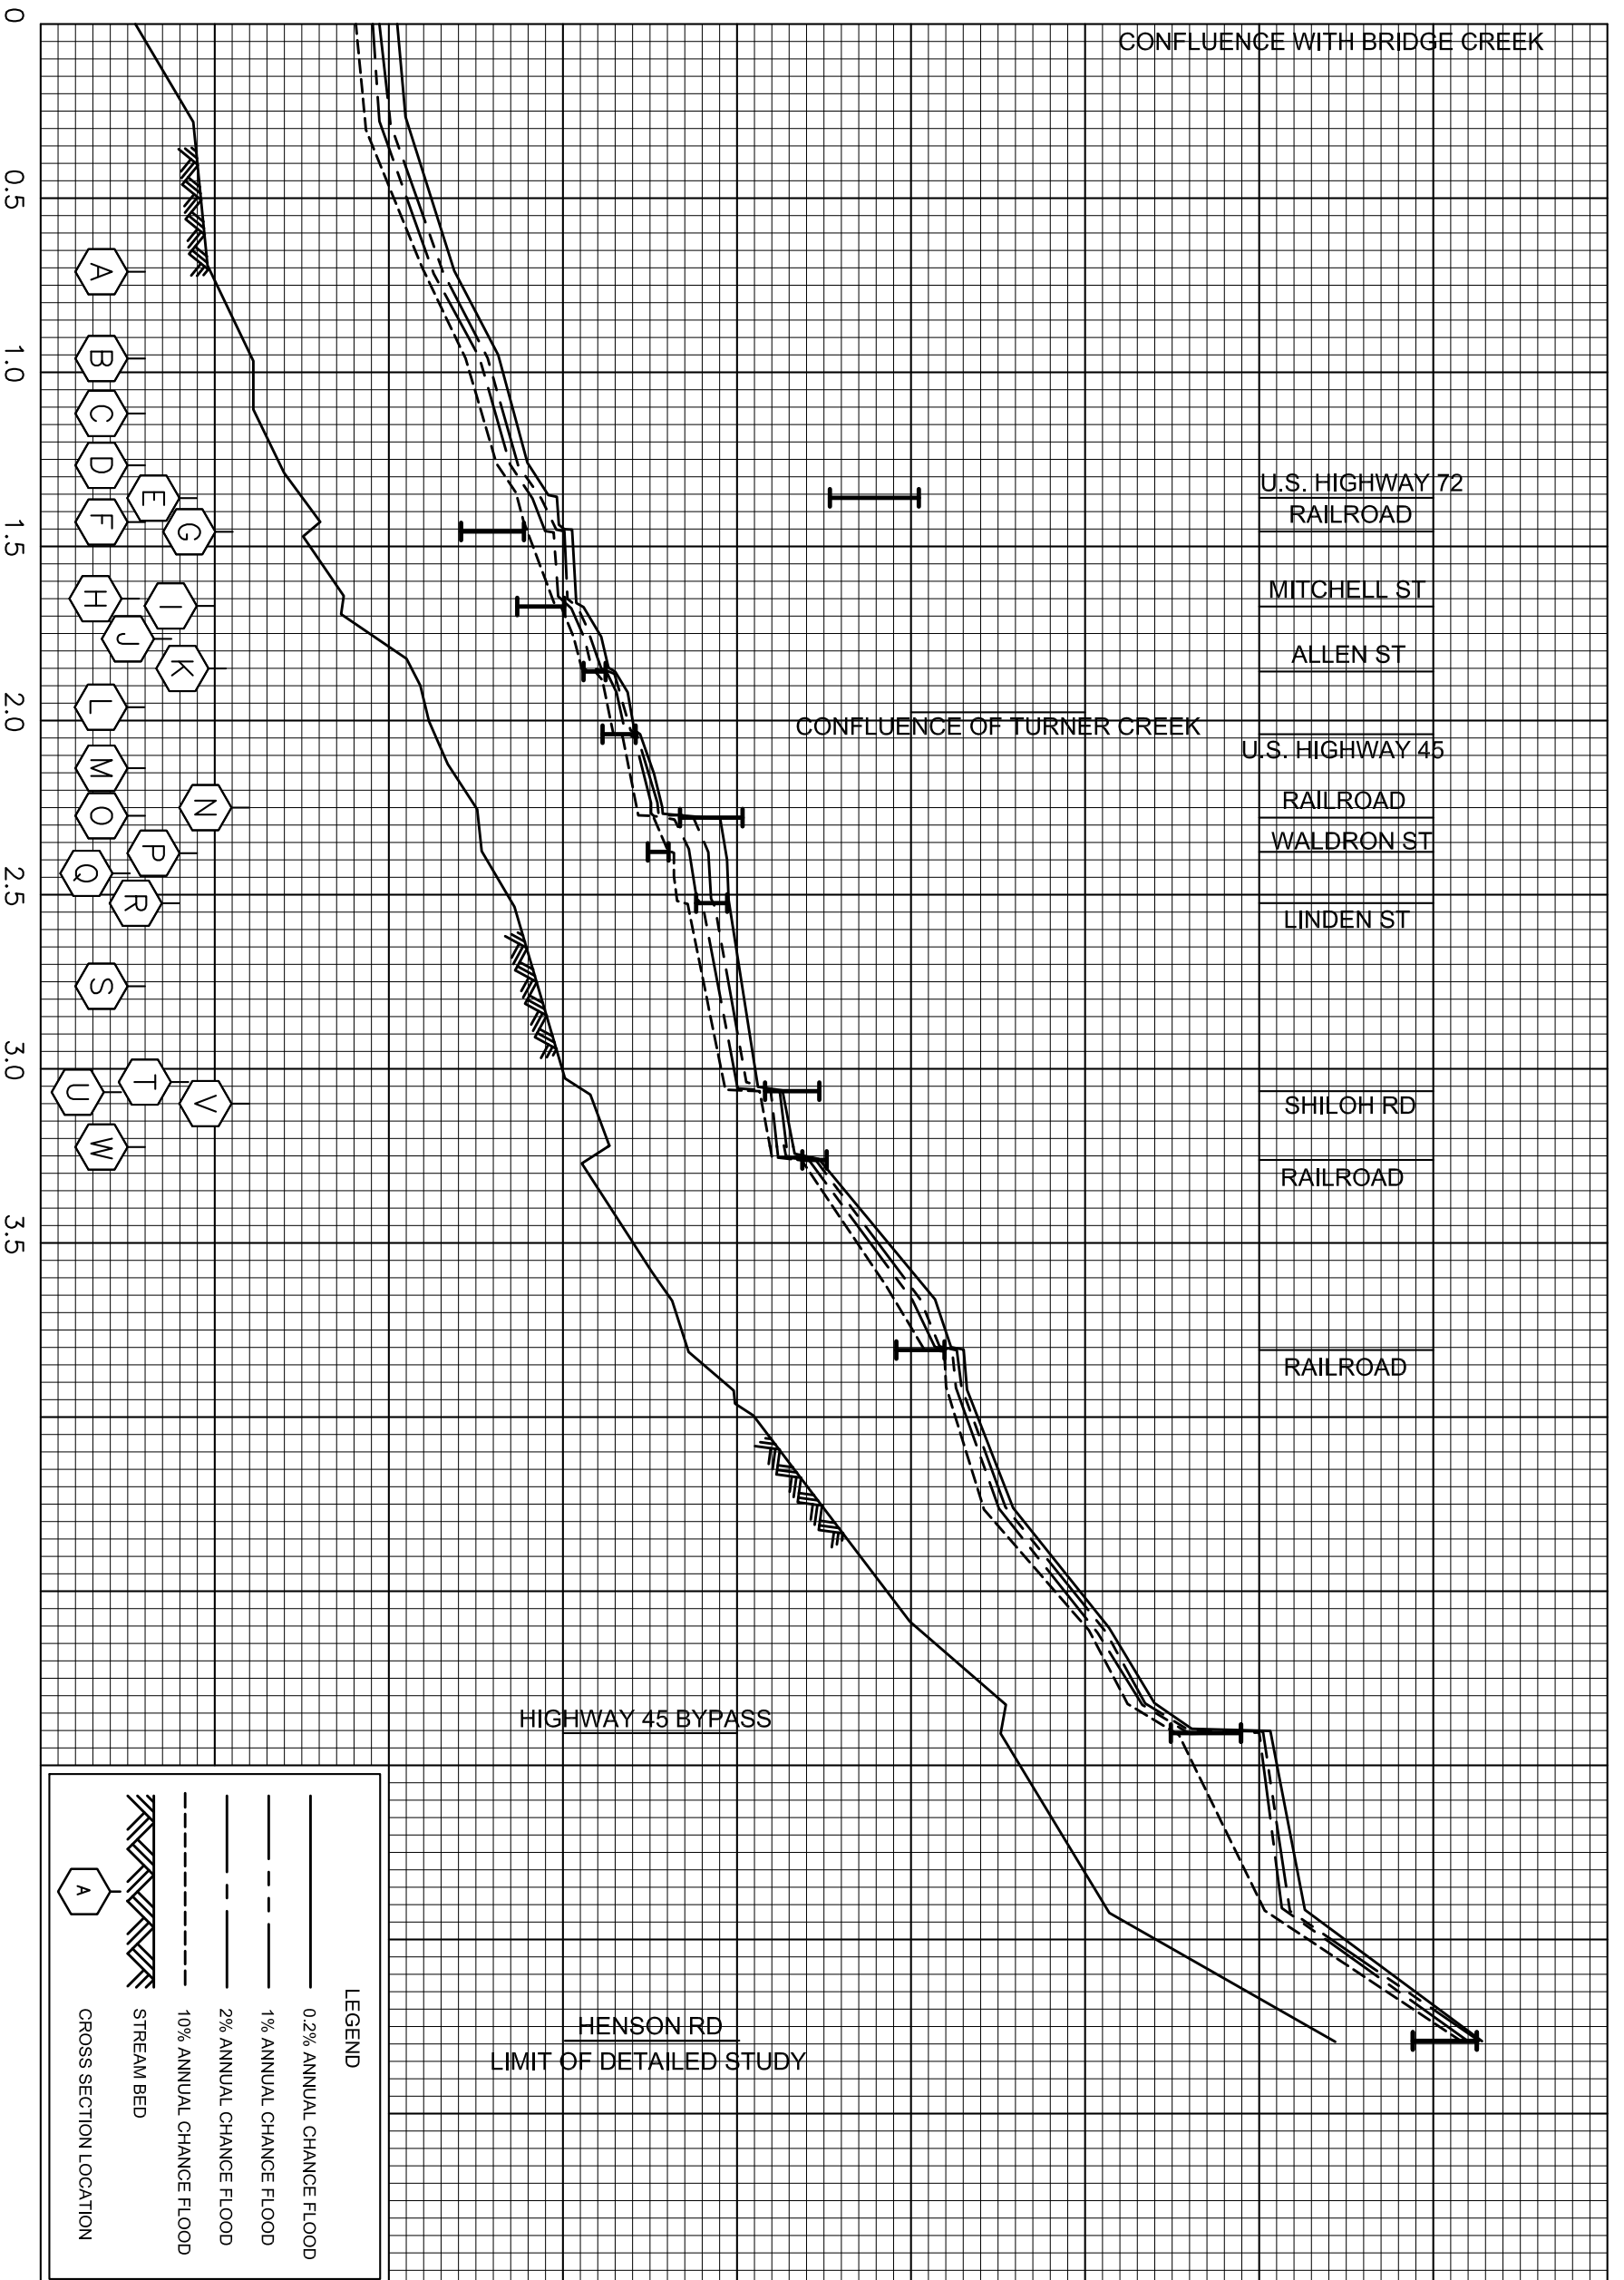 CONFLUENCE WITH BRIDGE CREEK
U.S. HIGHWAY 72
RAILROAD
MITCHELL ST
ALLEN ST
CONFLUENCE OF TURNER CREEK
U.S. HIGHWAY 45
RAILROAD
WALDRON ST
LINDEN ST
SHILOH RD
RAILROAD
RAILROAD
HIGHWAY 45 BYPASS
HENSON RD
LIMIT OF DETAILED STUDY
0
0.5
1.0
1.5
2.0
2.5
3.0
3.5
A
B
C
D
E
F
G
H
I
J
K
L
M
N
O
P
Q
R
S
T
U
V
W
LEGEND
0.2% ANNUAL CHANCE FLOOD
1% ANNUAL CHANCE FLOOD
2% ANNUAL CHANCE FLOOD
10% ANNUAL CHANCE FLOOD
STREAM BED
A
CROSS SECTION LOCATION